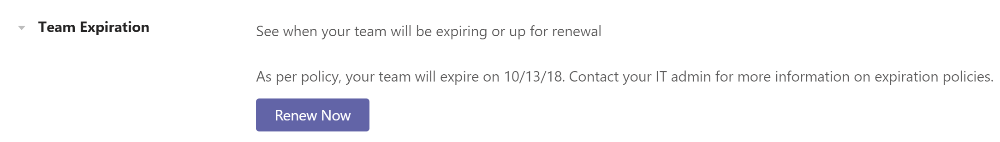 Team Expiration
See when your team will be expiring or up for renewal
As per policy, your team will expire on 10/13/18. Contact your IT admin for more information on expiration policies.
Renew Now